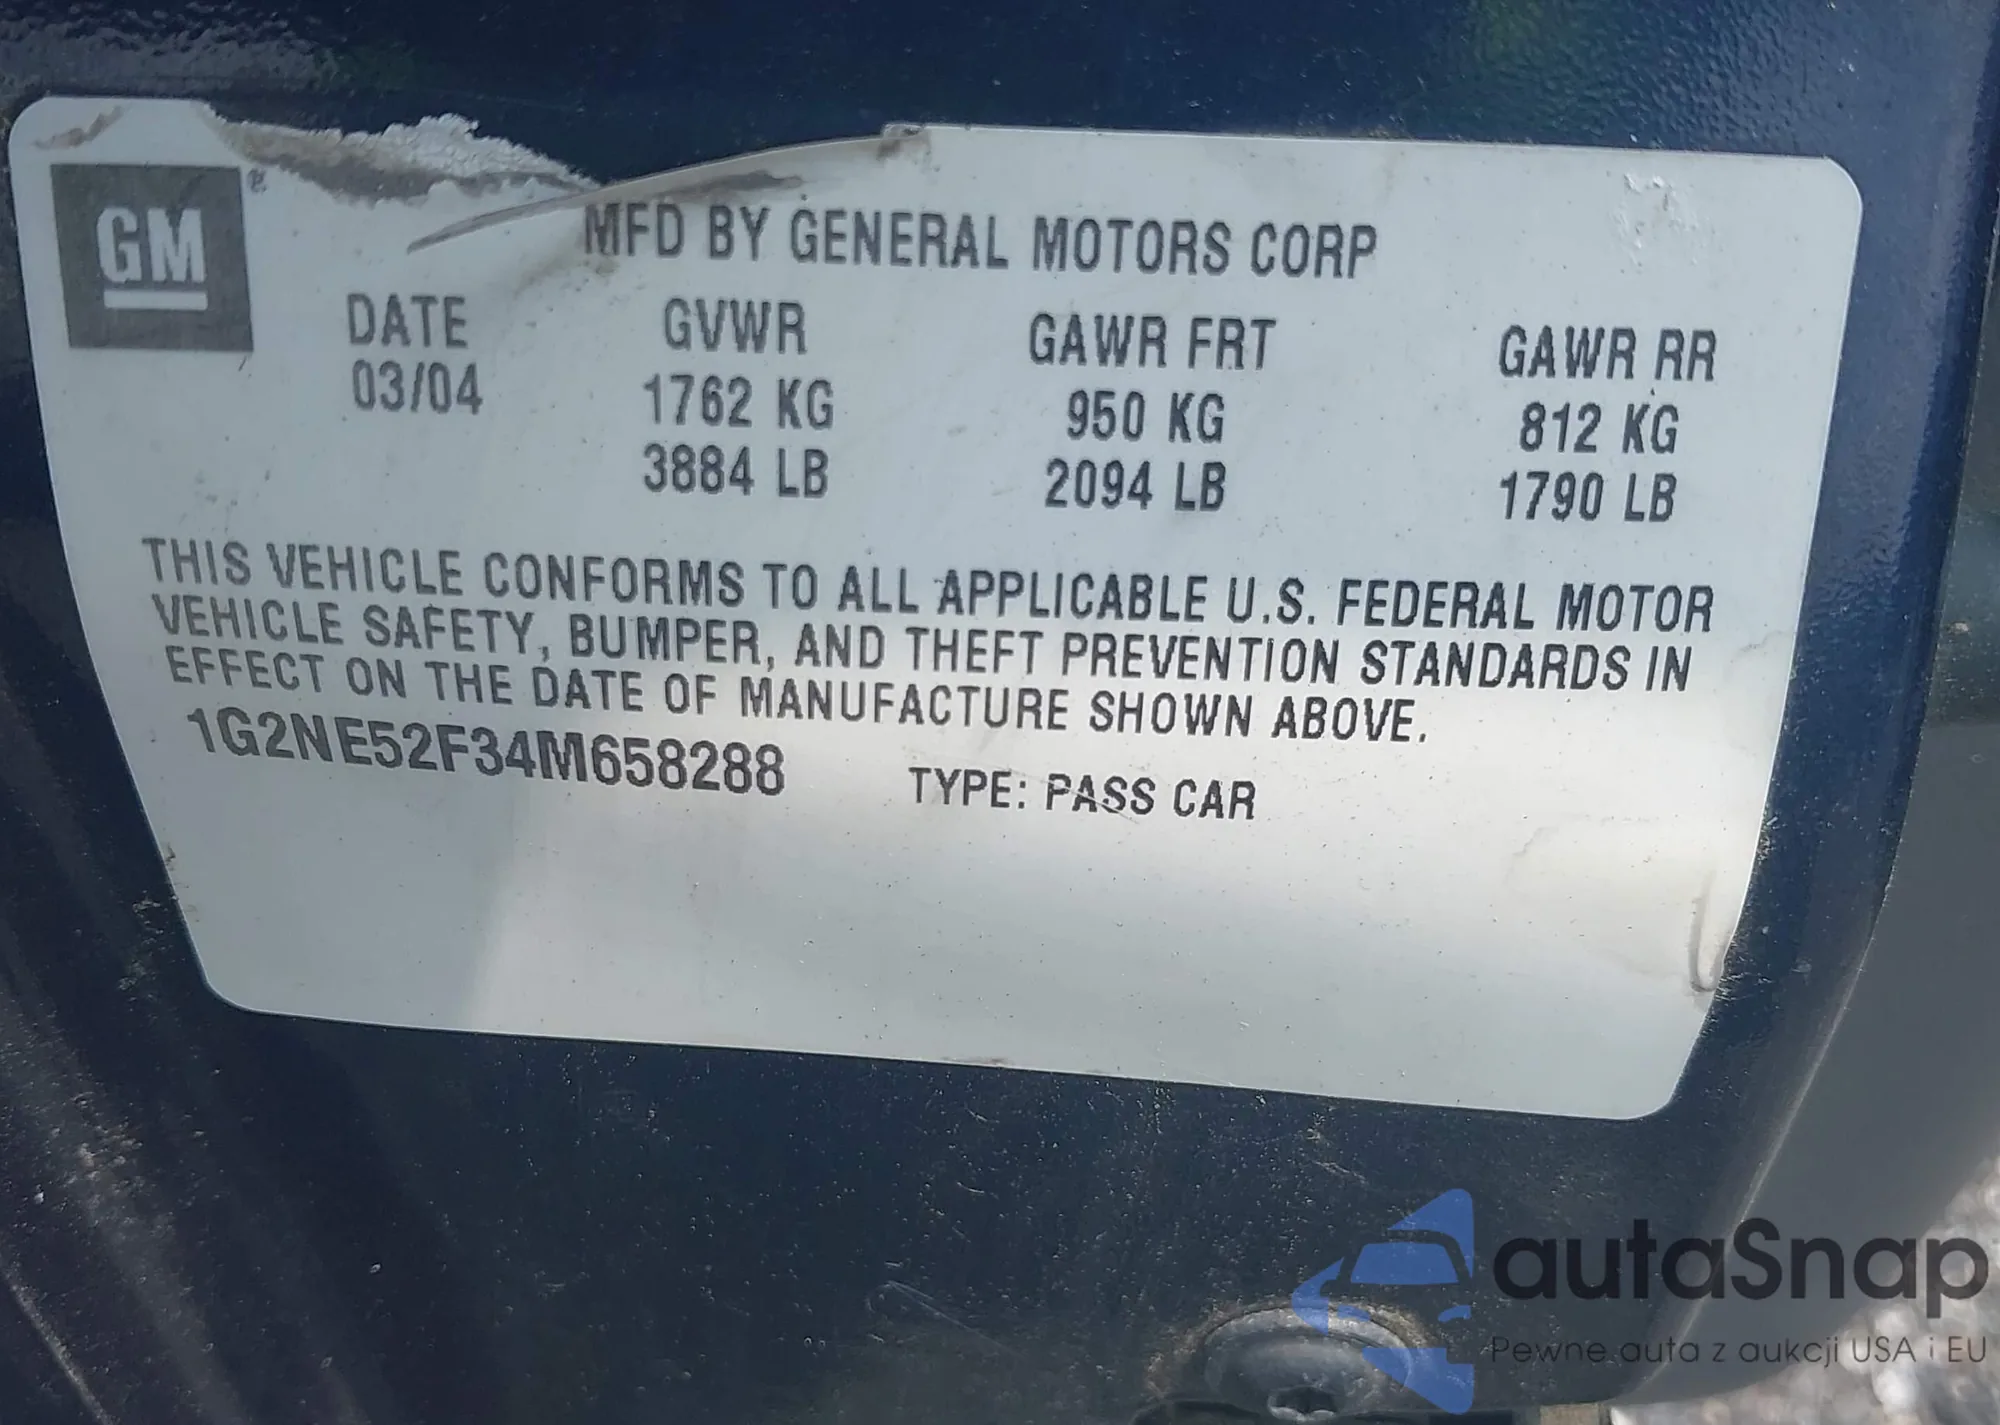 GM
MFD BY GENERAL MOTORS CORP
DATE GVWR GAWR FRT GAWR RR
03/04 1762 KG 950 KG 812 KG
3884 LB 2094 LB 1790 LB
THIS VEHICLE CONFORMS TO ALL APPLICABLE U.S. FEDERAL MOTOR
VEHICLE SAFETY, BUMPER, AND THEFT PREVENTION STANDARDS IN
EFFECT ON THE DATE OF MANUFACTURE SHOWN ABOVE.
1G2NE52F34M658288 TYPE: PASS CAR
autaSnap
Pewne auta z aukcji USA i EU